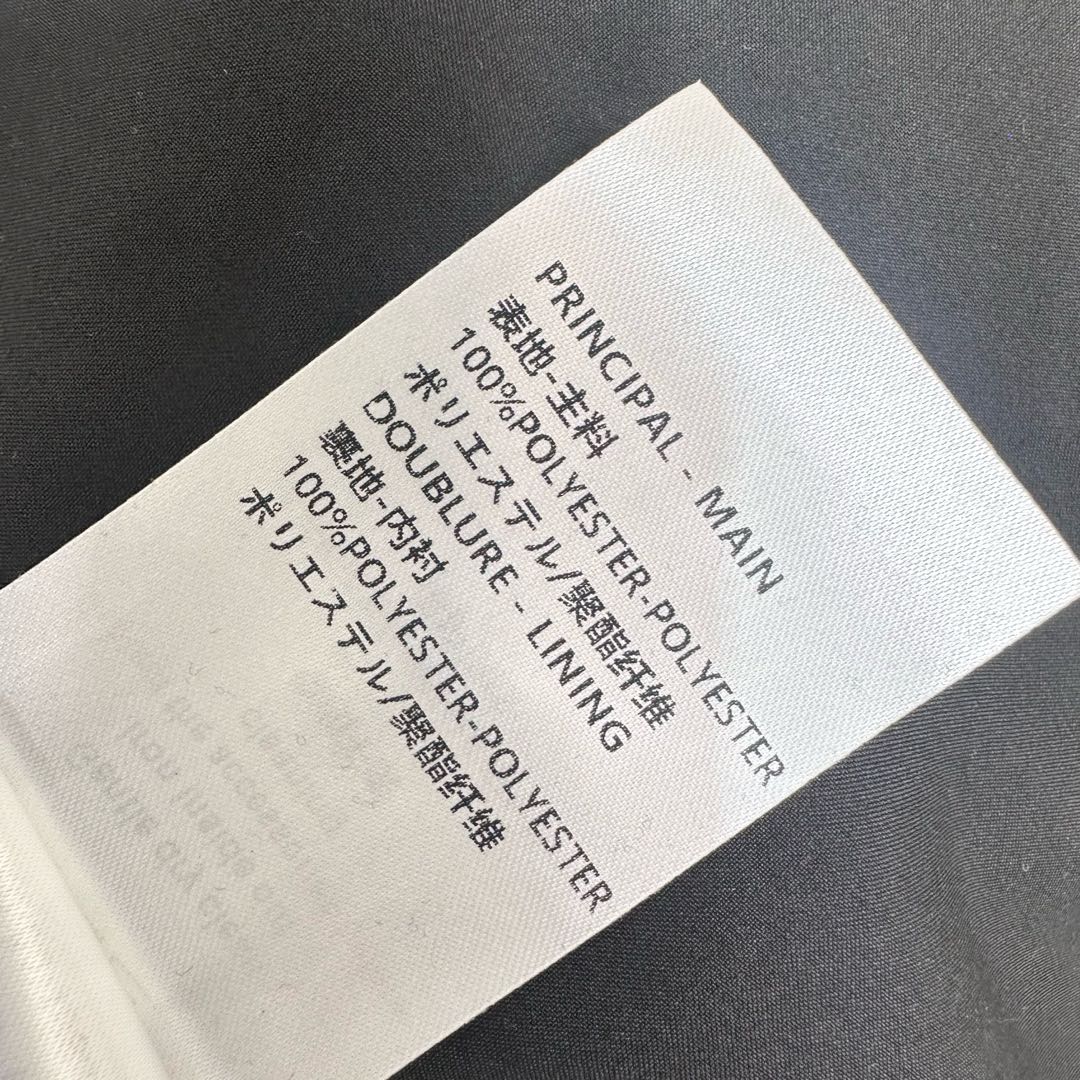 PRINCIPAL - MAIN
表地-主料
100%POLYESTER-POLYESTER
ポリエステル/聚酯纤维
DOUBLURE - LINING
裏地-内衬
100%POLYESTER-POLYESTER
ポリエステル/聚酯纤维